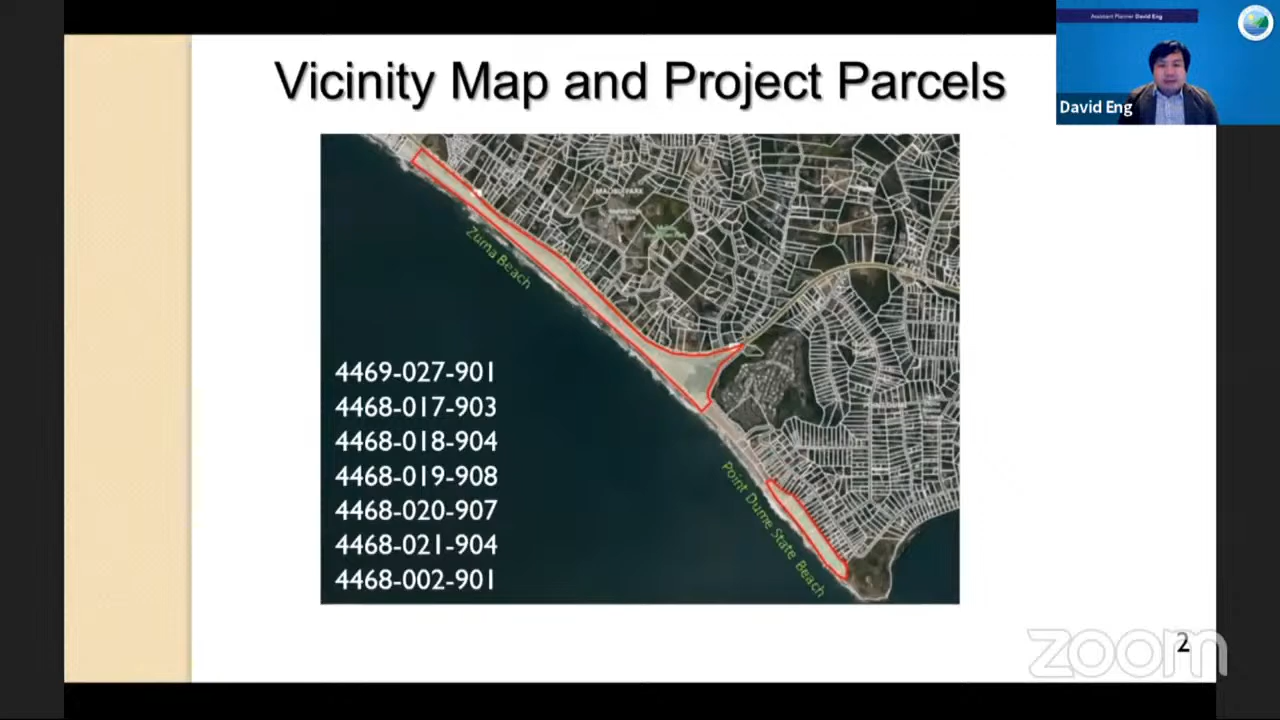 Assistant Planner David Eng
David Eng
Vicinity Map and Project Parcels
MALIBU PARK
Zuma Beach
Point Dume State Beach
4469-027-901
4468-017-903
4468-018-904
4468-019-908
4468-020-907
4468-021-904
4468-002-901
2
zoom